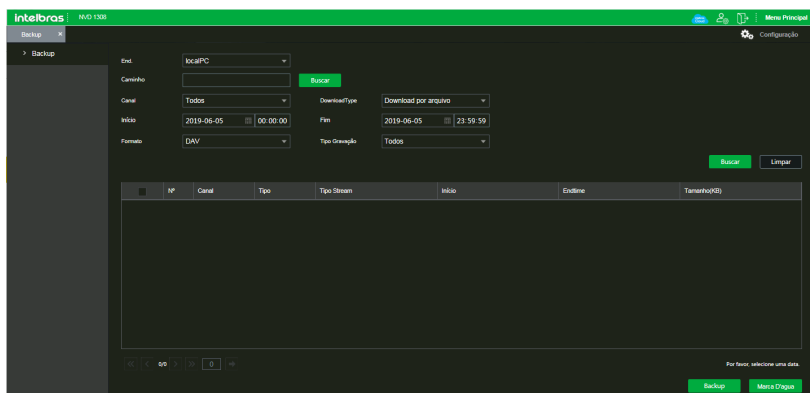 intelbras NVD 1308 Menu Principal
Backup × Configuração
> Backup
End. localPC
Caminho Buscar
Canal Todos DownloadType Download por arquivo
Início 2019-06-05 00:00:00 Fim 2019-06-05 23:59:59
Formato DAV Tipo Gravação Todos
Buscar Limpar
Nº Canal Tipo Tipo Stream Início Endtime Tamanho(KB)
0/0 0
Por favor, selecione uma data.
Backup Marca D'agua